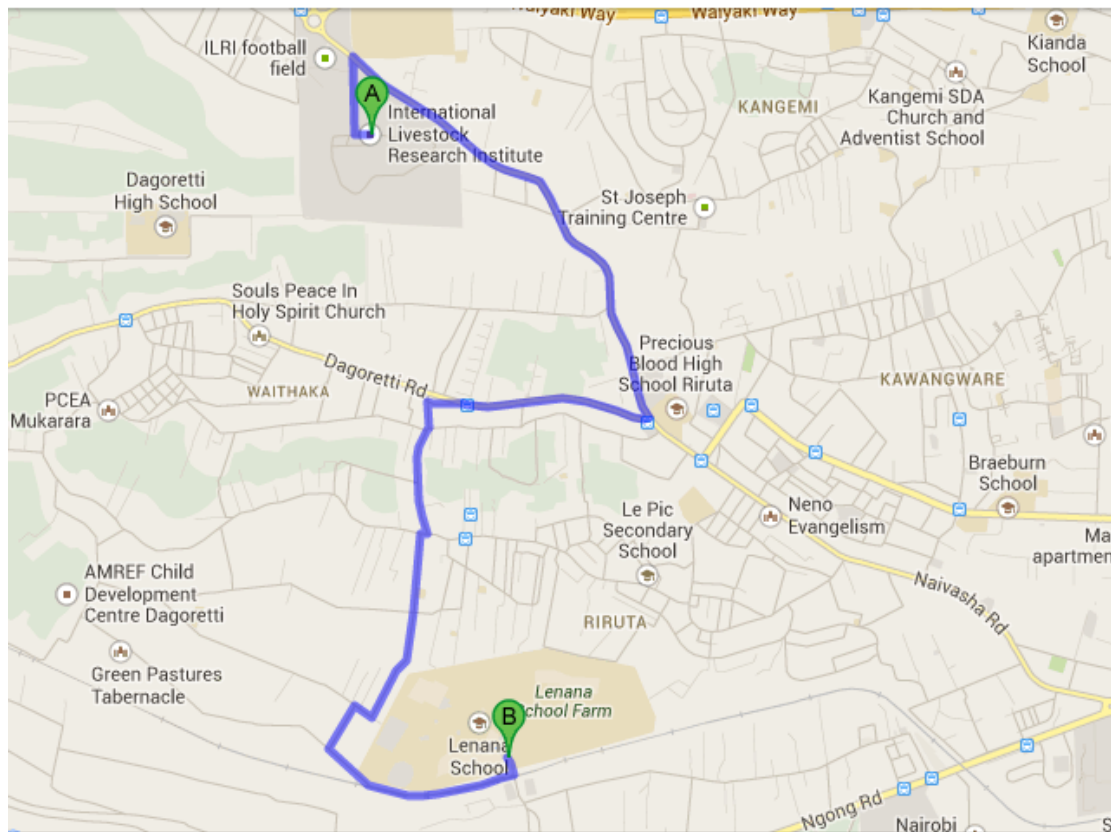 Waiyaki Way
Waiyaki Way
ILRI football
field
Kianda
School
A
International
Livestock
Research Institute
KANGEMI
Kangemi SDA
Church and
Adventist School
Dagoretti
High School
St Joseph
Training Centre
Souls Peace In
Holy Spirit Church
Precious
Blood High
School Riruta
Dagoretti Rd
WAITHAKA
KAWANGWARE
PCEA
Mukarara
Braeburn
School
Le Pic
Secondary
School
Neno
Evangelism
Ma
apartmen
AMREF Child
Development
Centre Dagoretti
Naivasha Rd
RIRUTA
Green Pastures
Tabernacle
Lenana
School Farm
B
Lenana
School
Ngong Rd
Nairobi
S